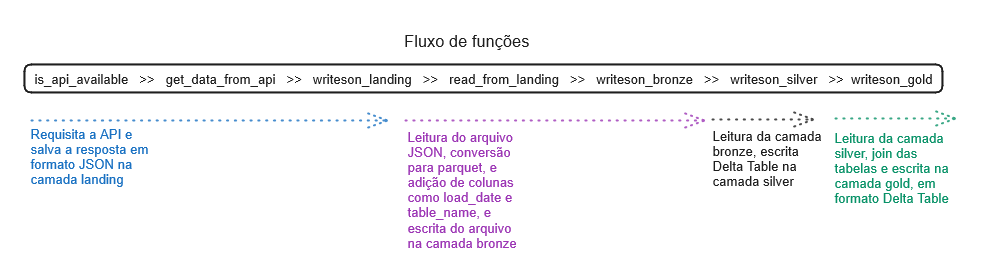 Fluxo de funções
is_api_available >> get_data_from_api >> writeson_landing >> read_from_landing >> writeson_bronze >> writeson_silver >> writeson_gold
Requisita a API e
salva a resposta em
formato JSON na
camada landing
Leitura do arquivo
JSON, conversão
para parquet, e
adição de colunas
como load_date e
table_name, e
escrita do arquivo
na camada bronze
Leitura da camada
bronze, escrita
Delta Table na
camada silver
Leitura da camada
silver, join das
tabelas e escrita na
camada gold, em
formato Delta Table